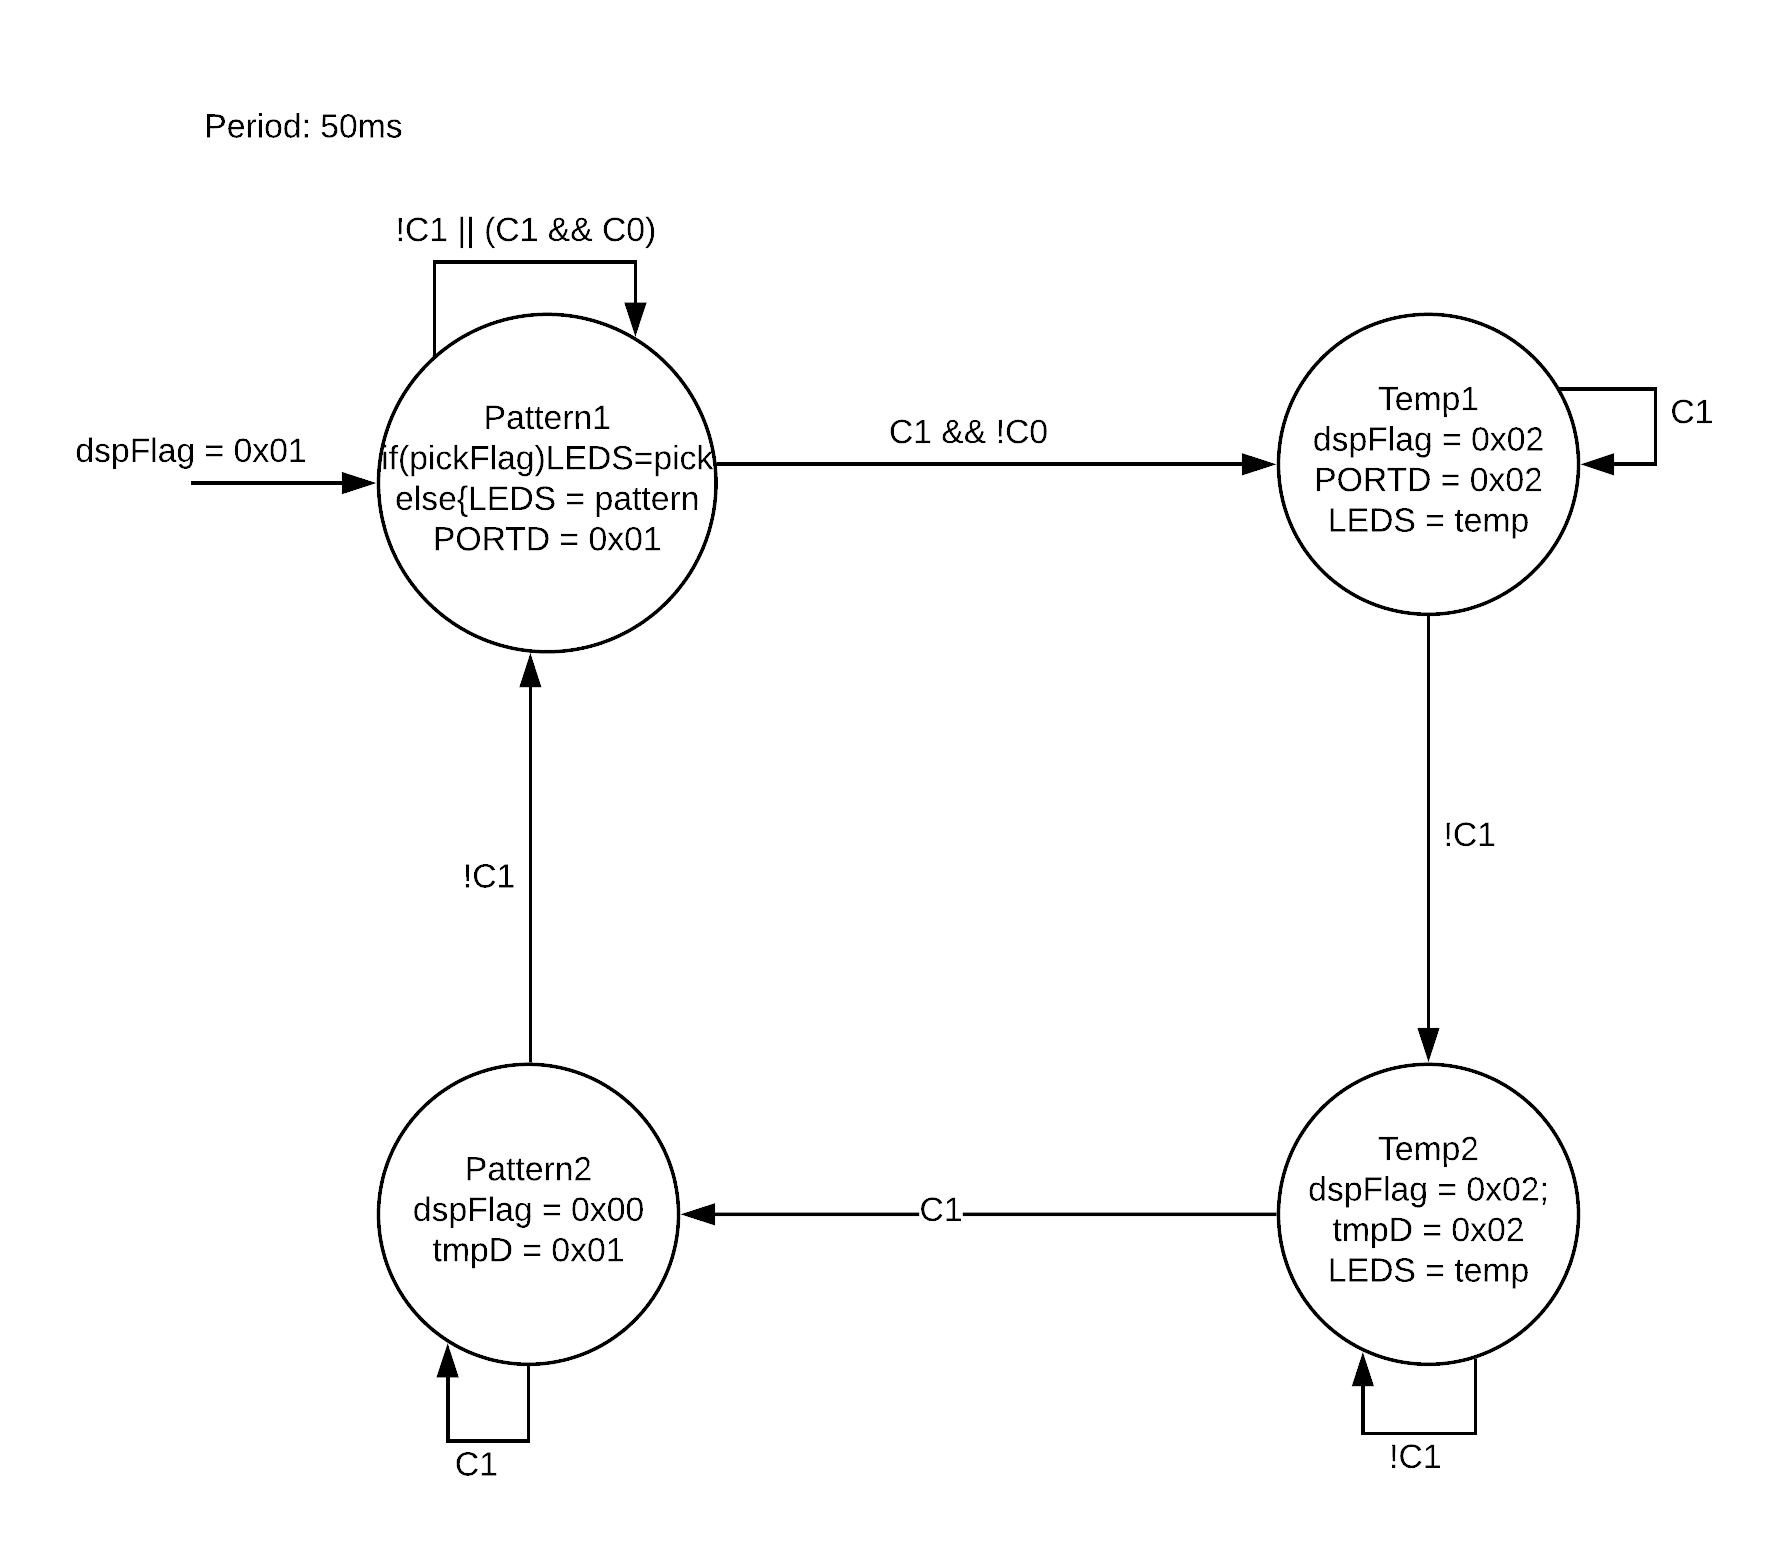 Period: 50ms
!C1 || (C1 && C0)
dspFlag = 0x01
Pattern1
if(pickFlag)LEDS=pick
else{LEDS = pattern
PORTD = 0x01
C1 && !C0
Temp1
dspFlag = 0x02
PORTD = 0x02
LEDS = temp
C1
!C1
!C1
Pattern2
dspFlag = 0x00
tmpD = 0x01
C1
Temp2
dspFlag = 0x02;
tmpD = 0x02
LEDS = temp
C1
!C1